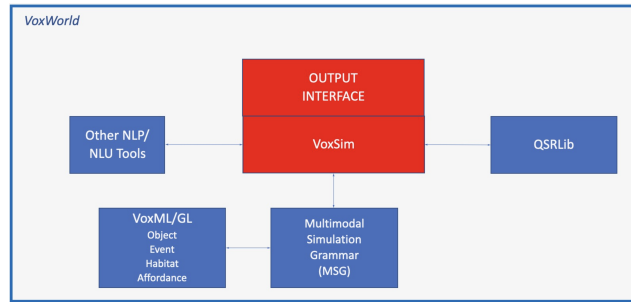 VoxWorld
OUTPUT
INTERFACE
Other NLP/
NLU Tools
VoxSim
QSRLib
VoxML/GL
Object
Event
Habitat
Affordance
Multimodal
Simulation
Grammar
(MSG)